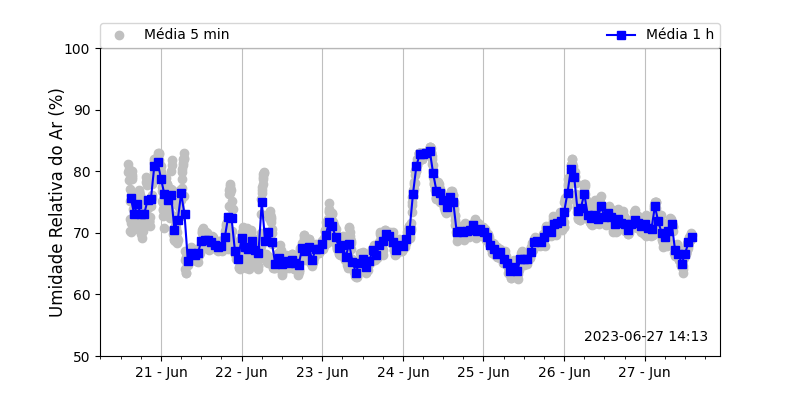 Média 5 min
Média 1 h
Umidade Relativa do Ar (%)
100
90
80
70
60
50
2023-06-27 14:13
21 - Jun
22 - Jun
23 - Jun
24 - Jun
25 - Jun
26 - Jun
27 - Jun